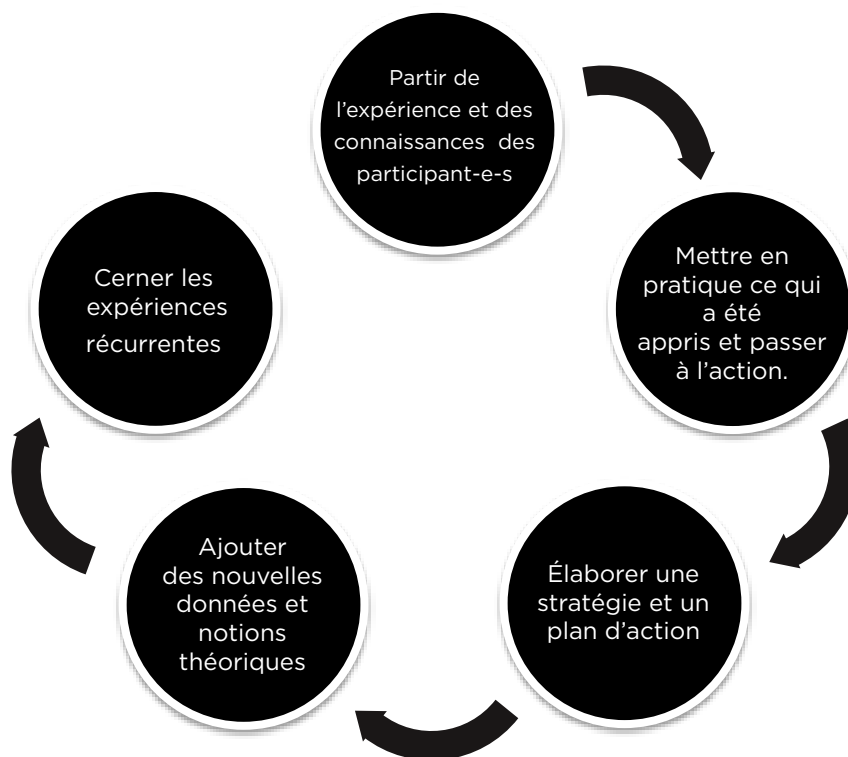 Partir de
l’expérience et des
connaissances des
participant-e-s
Mettre en
pratique ce qui
a été
appris et passer
à l’action.
Élaborer une
stratégie et un
plan d’action
Ajouter
des nouvelles
données et
notions
théoriques
Cerner les
expériences
récurrentes